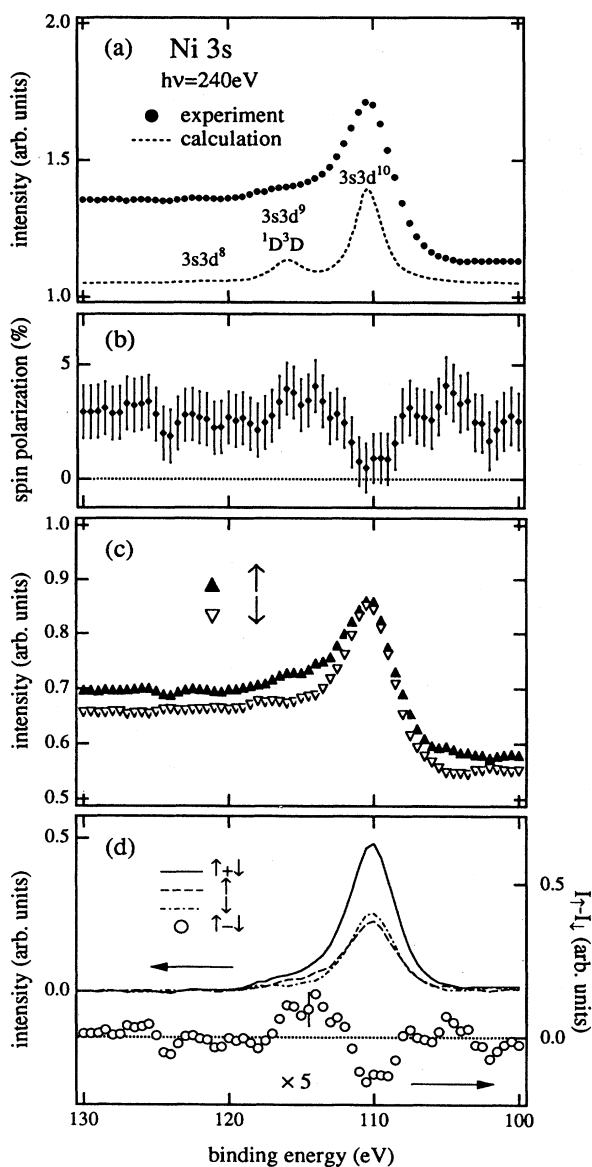 (a) Ni 3s
hν=240eV
● experiment
calculation
3s3d¹⁰
3s3d⁹
¹D³D
3s3d⁸
intensity (arb. units)
2.0
1.5
1.0
(b)
spin polarization (%)
5
0
(c)
▲ ↑
▽ ↓
intensity (arb. units)
1.0
0.9
0.8
0.7
0.6
0.5
(d)
↑+↓
↑
↓
○ ↑−↓
intensity (arb. units)
0.5
0.0
I↑-I↓ (arb. units)
0.5
0.0
× 5
130 120 110 100
binding energy (eV)